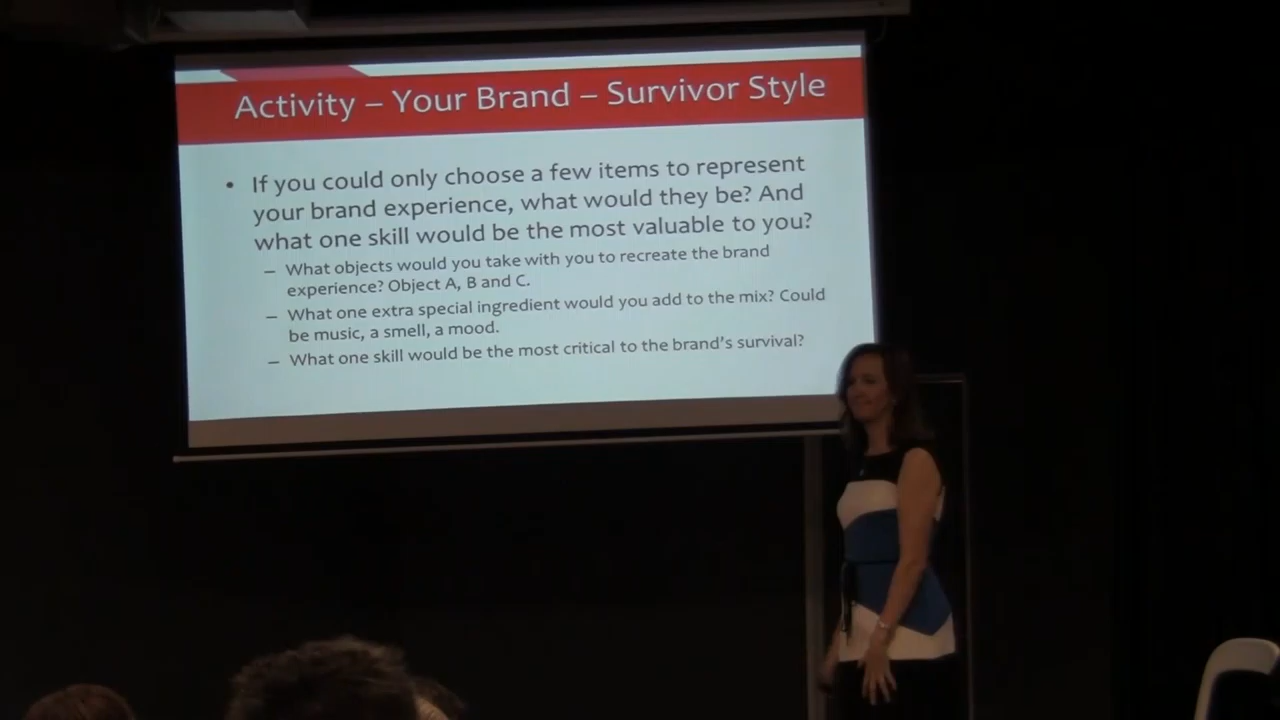 Activity – Your Brand – Survivor Style
• If you could only choose a few items to represent
your brand experience, what would they be? And
what one skill would be the most valuable to you?
– What objects would you take with you to recreate the brand
experience? Object A, B and C.
– What one extra special ingredient would you add to the mix? Could
be music, a smell, a mood.
– What one skill would be the most critical to the brand's survival?